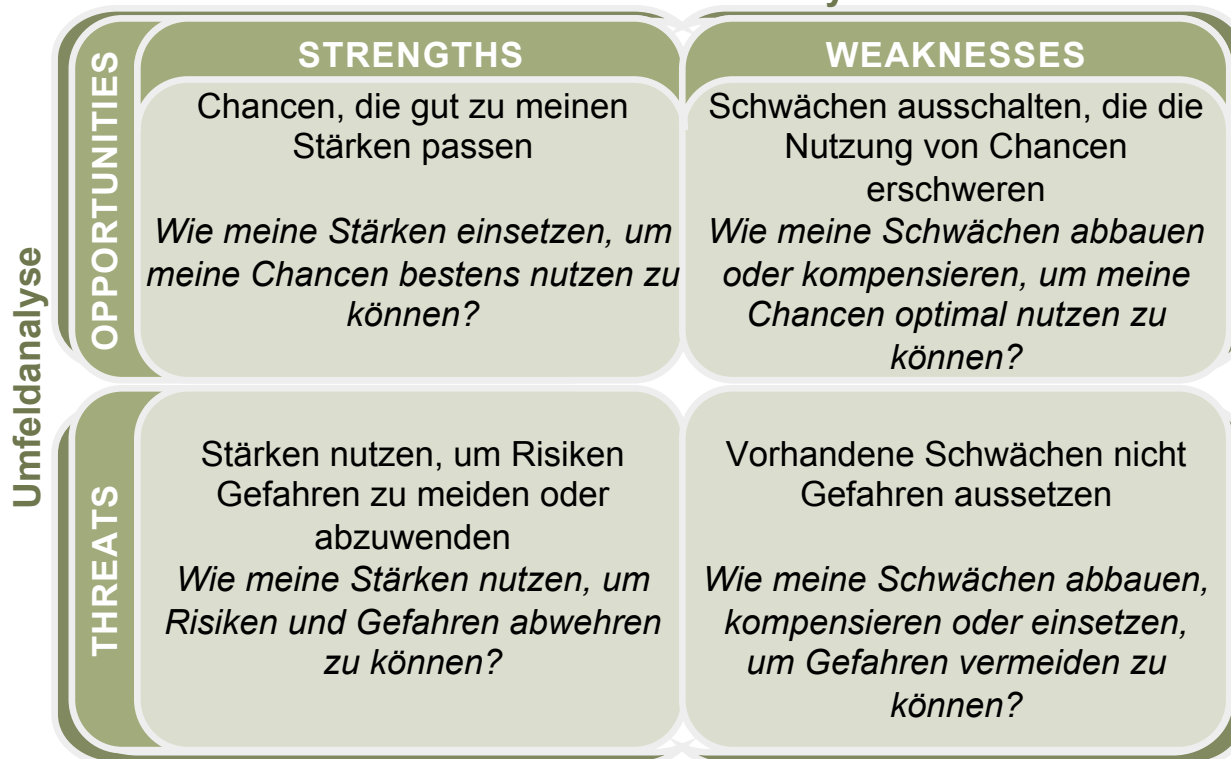 STRENGTHS
WEAKNESSES
Umfeldanalyse
OPPORTUNITIES
Chancen, die gut zu meinen
Stärken passen
Wie meine Stärken einsetzen, um
meine Chancen bestens nutzen zu
können?
Schwächen ausschalten, die die
Nutzung von Chancen
erschweren
Wie meine Schwächen abbauen
oder kompensieren, um meine
Chancen optimal nutzen zu
können?
THREATS
Stärken nutzen, um Risiken
Gefahren zu meiden oder
abzuwenden
Wie meine Stärken nutzen, um
Risiken und Gefahren abwehren
zu können?
Vorhandene Schwächen nicht
Gefahren aussetzen
Wie meine Schwächen abbauen,
kompensieren oder einsetzen,
um Gefahren vermeiden zu
können?